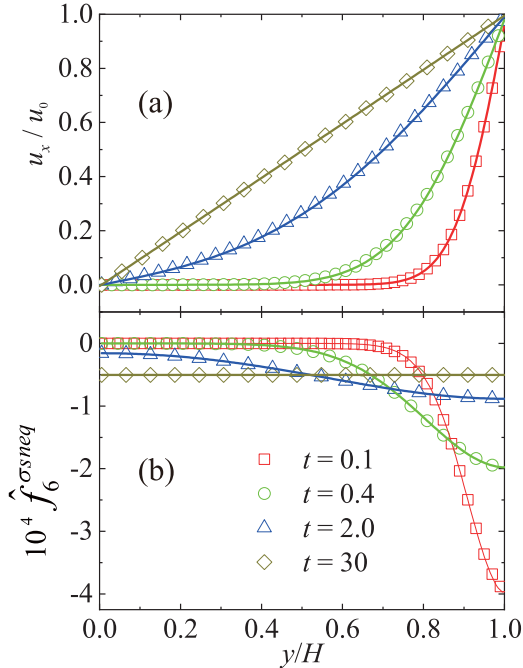 1.0
0.8
0.6
0.4
0.2
0.0
u_x / u_0
(a)
0
-1
-2
-3
-4
10^4 f̂_6^{σsneq}
(b)
t = 0.1
t = 0.4
t = 2.0
t = 30
0.0 0.2 0.4 0.6 0.8 1.0
y/H